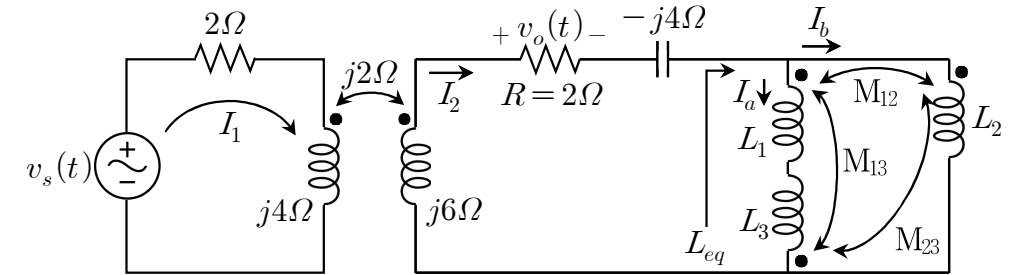 2Ω
+ v_o(t) −
−j4Ω
I_b
j2Ω
I_2
R = 2Ω
I_a
M_12
I_1
L_1
L_2
v_s(t)
+
−
M_13
j4Ω
j6Ω
L_3
L_eq
M_23